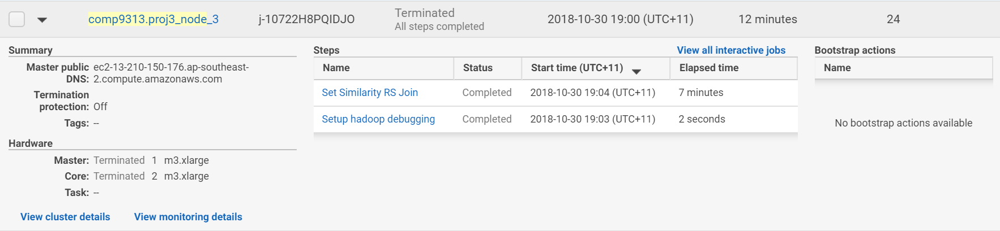 comp9313.proj3_node_3 j-10722H8PQIDJO Terminated 2018-10-30 19:00 (UTC+11) 12 minutes 24
All steps completed
Summary
Master public DNS: ec2-13-210-150-176.ap-southeast-
2.compute.amazonaws.com
Termination
protection: Off
Tags: --
Hardware
Master: Terminated 1 m3.xlarge
Core: Terminated 2 m3.xlarge
Task: --
View cluster details View monitoring details
Steps View all interactive jobs
Name Status Start time (UTC+11) Elapsed time
Set Similarity RS Join Completed 2018-10-30 19:04 (UTC+11) 7 minutes
Setup hadoop debugging Completed 2018-10-30 19:03 (UTC+11) 2 seconds
Bootstrap actions
Name
No bootstrap actions available